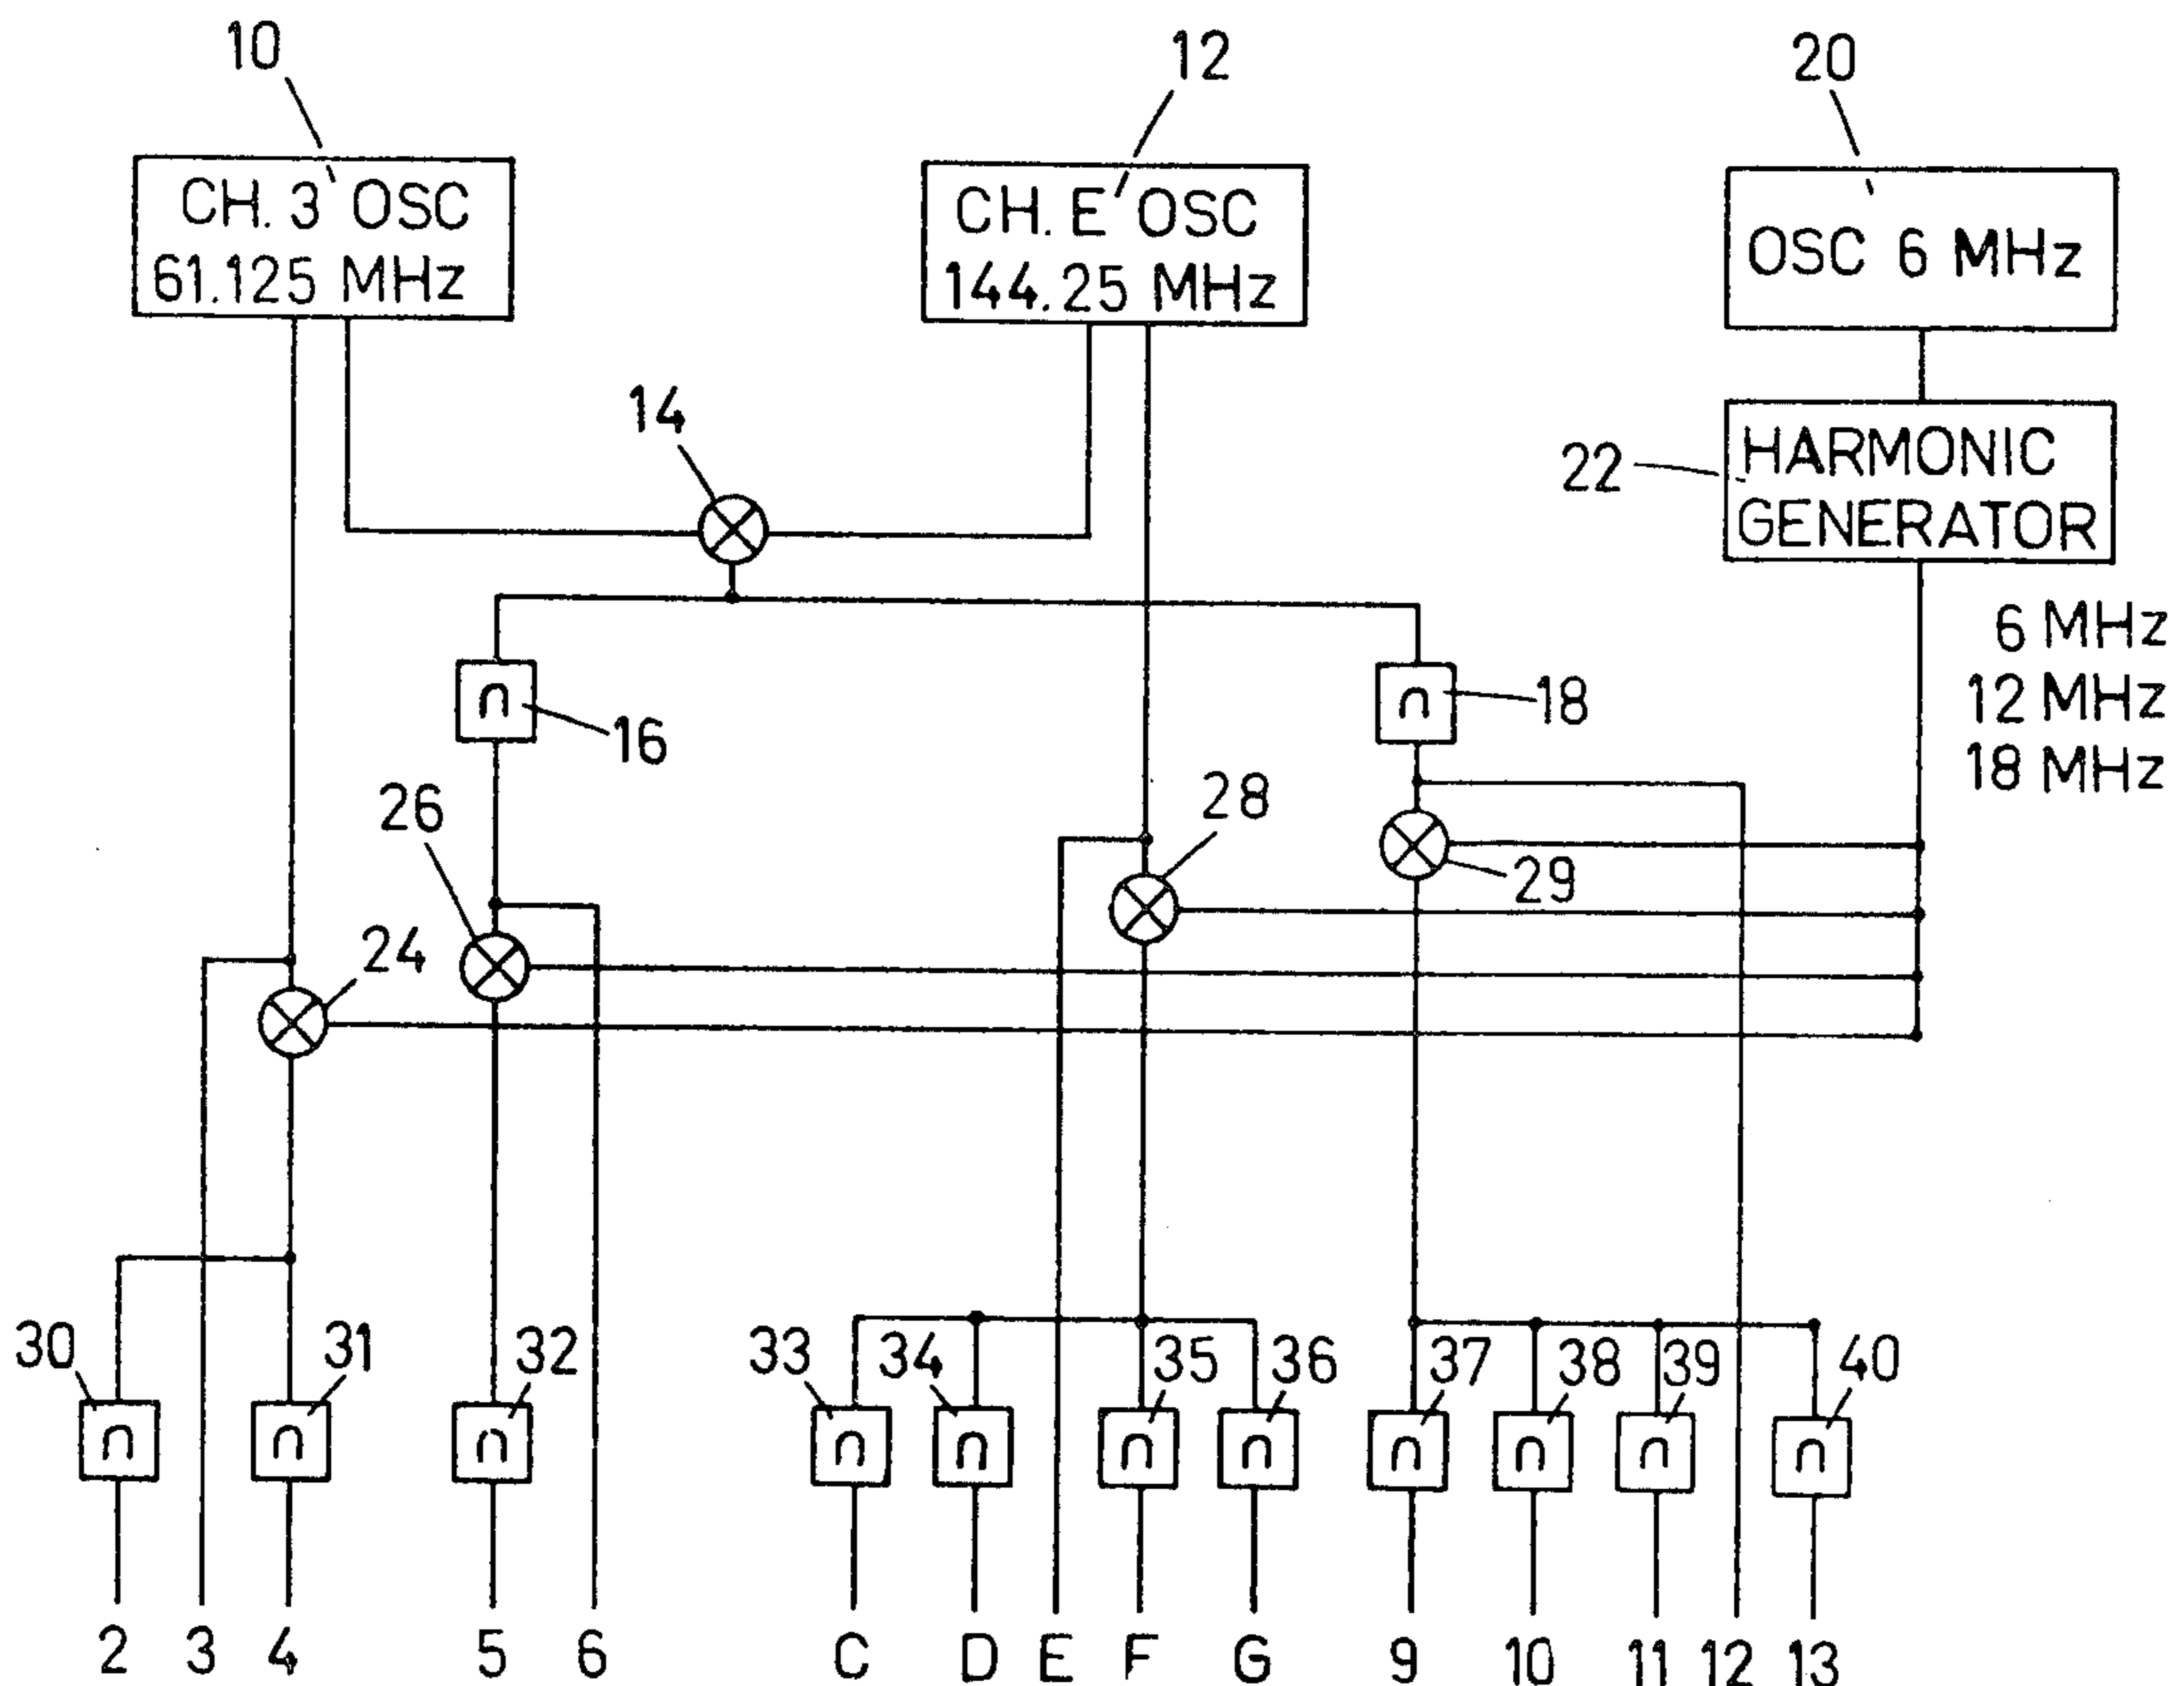 10
12
20
CH. 3 OSC
61.125 MHz
CH. E OSC
144.25 MHz
OSC 6 MHz
14
22
HARMONIC
GENERATOR
6 MHz
12 MHz
18 MHz
16
18
26
28
29
24
30
31
32
33
34
35
36
37
38
39
40
2
3
4
5
6
C
D
E
F
G
9
10
11
12
13